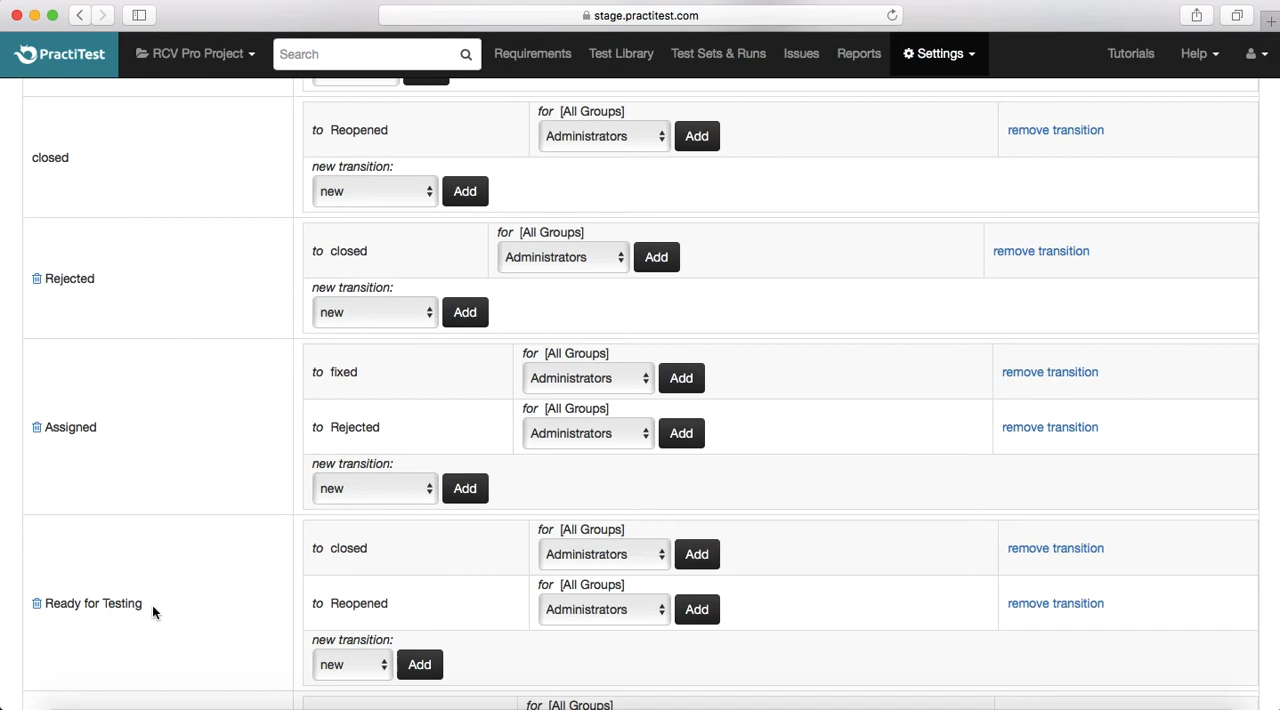 stage.practitest.com
PractiTest
RCV Pro Project
Search
Requirements
Test Library
Test Sets & Runs
Issues
Reports
Settings
Tutorials
Help
closed
to Reopened
for [All Groups]
Administrators
Add
remove transition
new transition:
new
Add
Rejected
to closed
for [All Groups]
Administrators
Add
remove transition
new transition:
new
Add
Assigned
to fixed
for [All Groups]
Administrators
Add
remove transition
to Rejected
for [All Groups]
Administrators
Add
remove transition
new transition:
new
Add
Ready for Testing
to closed
for [All Groups]
Administrators
Add
remove transition
to Reopened
for [All Groups]
Administrators
Add
remove transition
new transition:
new
Add
for [All Groups]